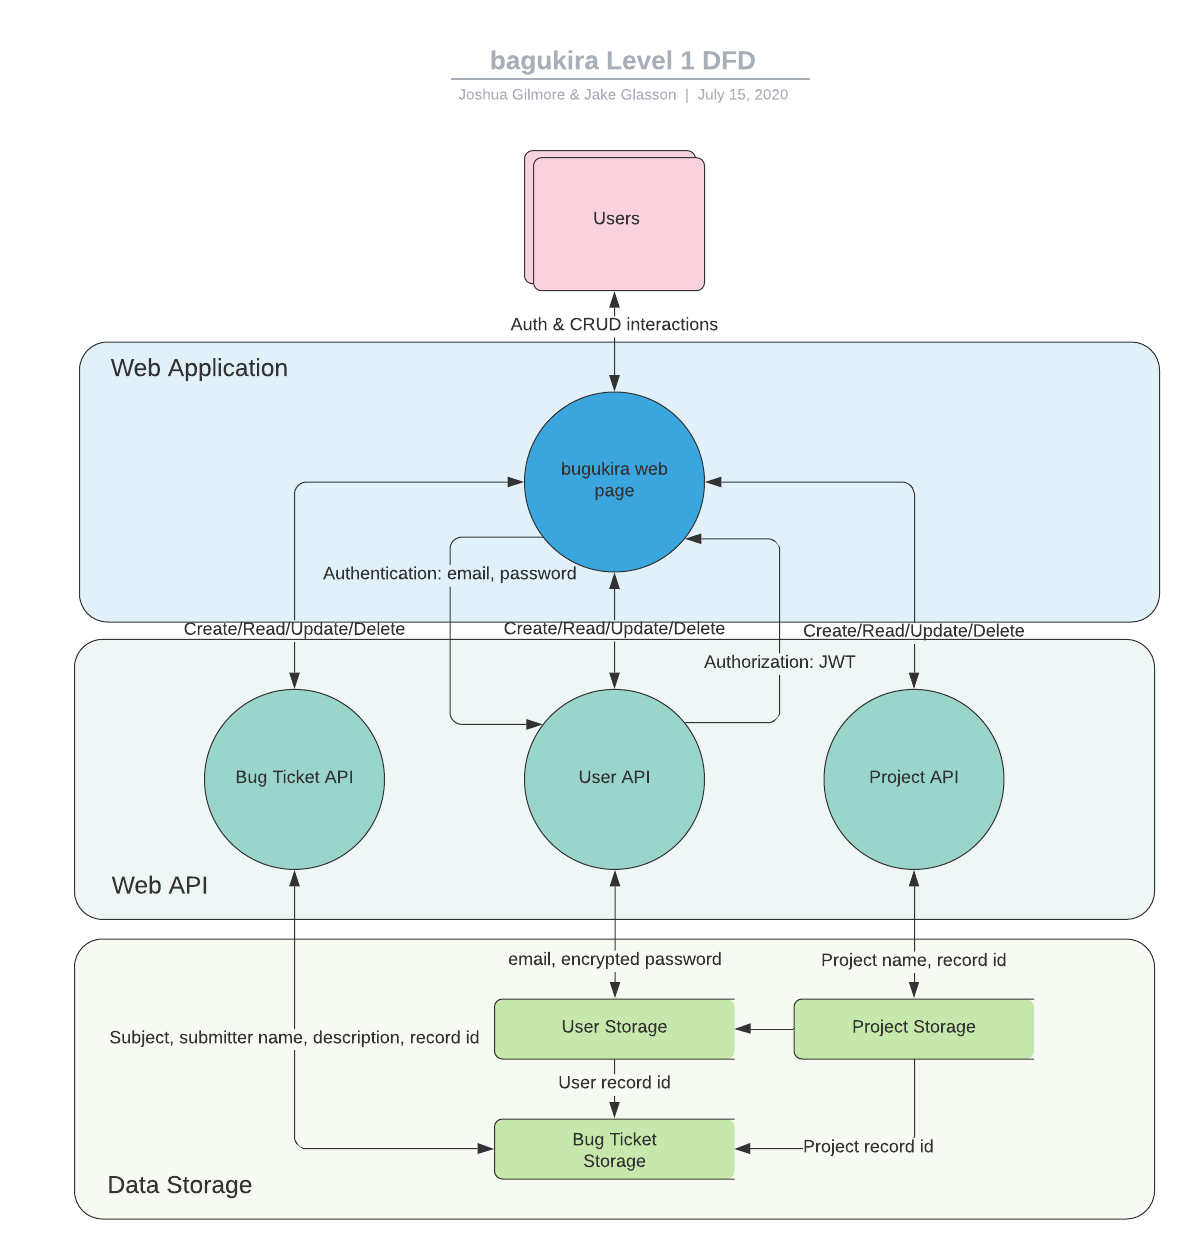 bagukira Level 1 DFD
Joshua Gilmore & Jake Glasson | July 15, 2020
Users
Auth & CRUD interactions
Web Application
bugukira web
page
Authentication: email, password
Create/Read/Update/Delete
Create/Read/Update/Delete
Create/Read/Update/Delete
Authorization: JWT
Bug Ticket API
User API
Project API
Web API
email, encrypted password
Project name, record id
User Storage
Project Storage
Subject, submitter name, description, record id
User record id
Bug Ticket
Storage
Project record id
Data Storage